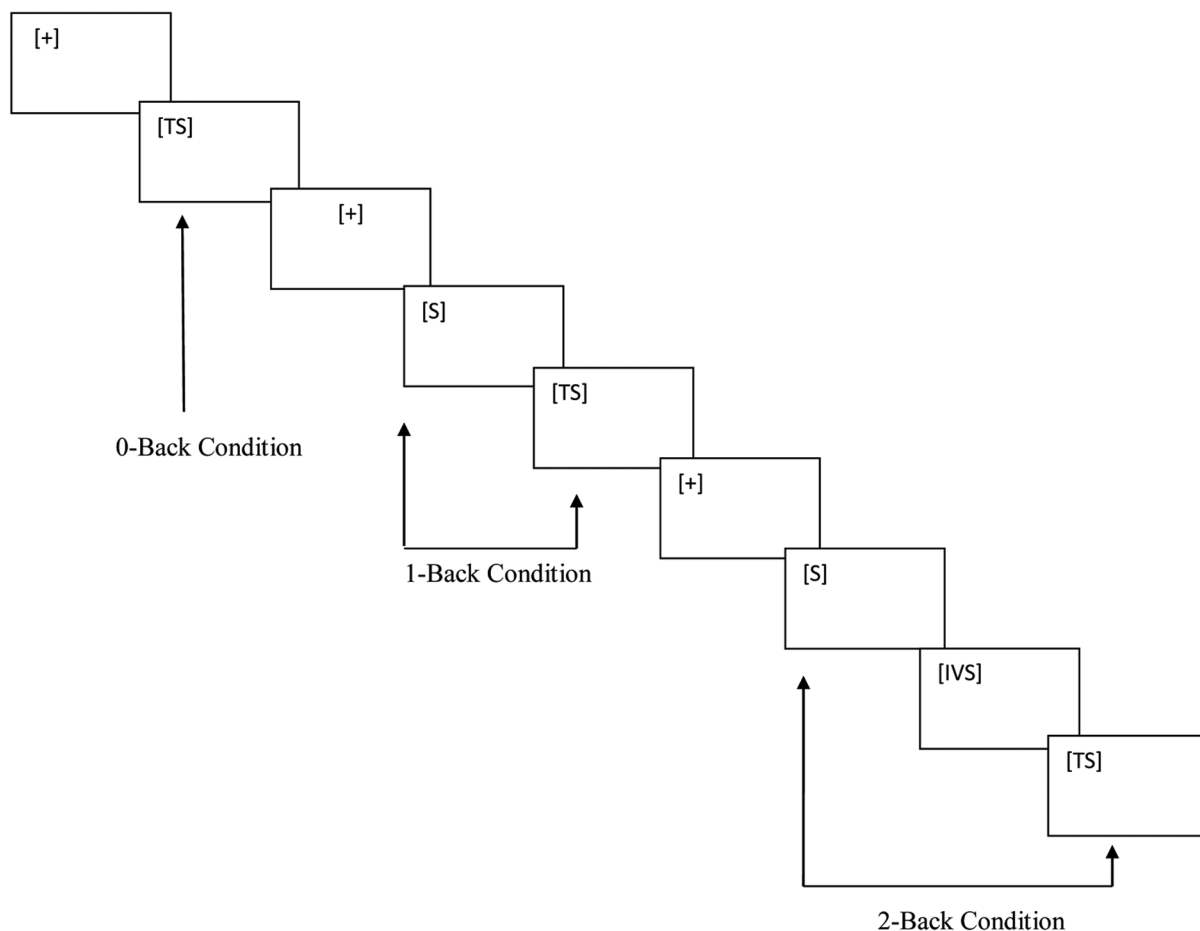 [+]
[TS]
[+]
[S]
[TS]
0-Back Condition
[+]
1-Back Condition
[S]
[IVS]
[TS]
2-Back Condition